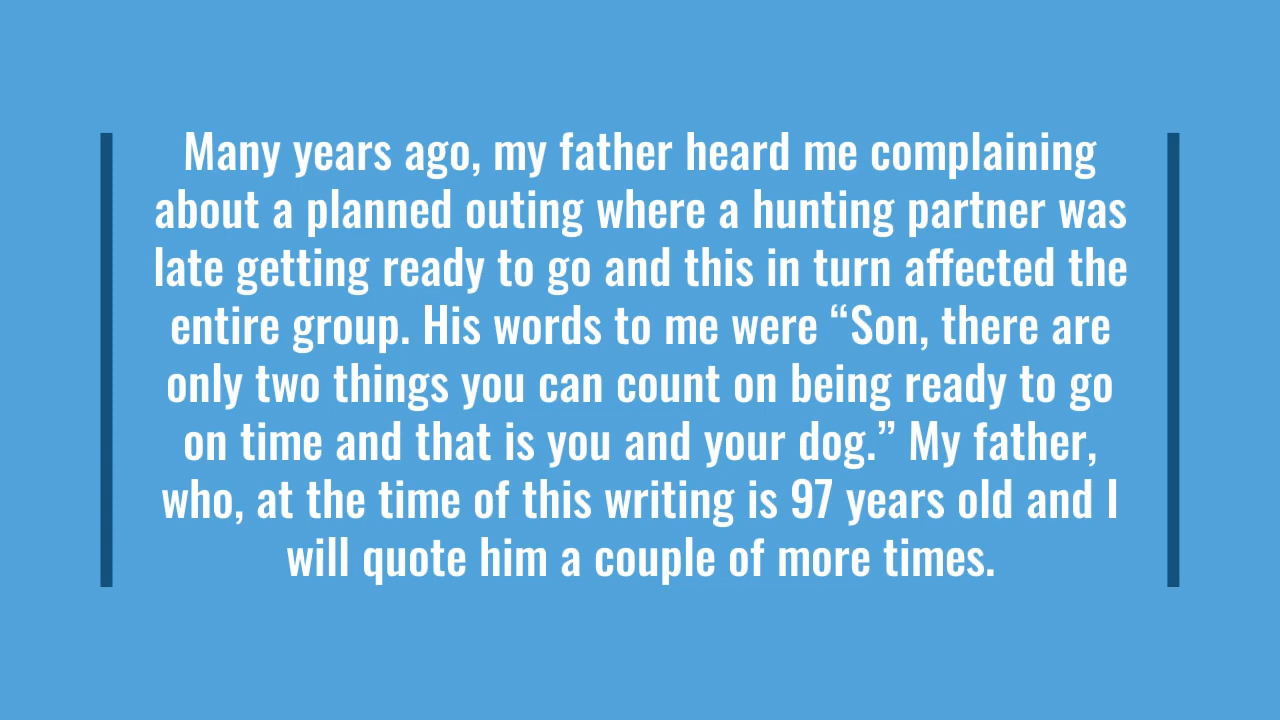 Many years ago, my father heard me complaining
about a planned outing where a hunting partner was
late getting ready to go and this in turn affected the
entire group. His words to me were “Son, there are
only two things you can count on being ready to go
on time and that is you and your dog.” My father,
who, at the time of this writing is 97 years old and I
will quote him a couple of more times.